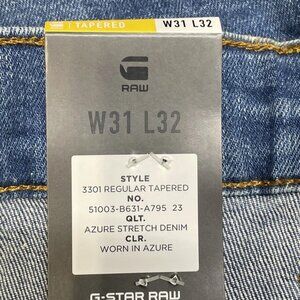 TAPERED W31 L32
RAW
W31 L32
STYLE
3301 REGULAR TAPERED
NO.
51003-B631-A795 23
QLT.
AZURE STRETCH DENIM
CLR.
WORN IN AZURE
G-STAR RAW